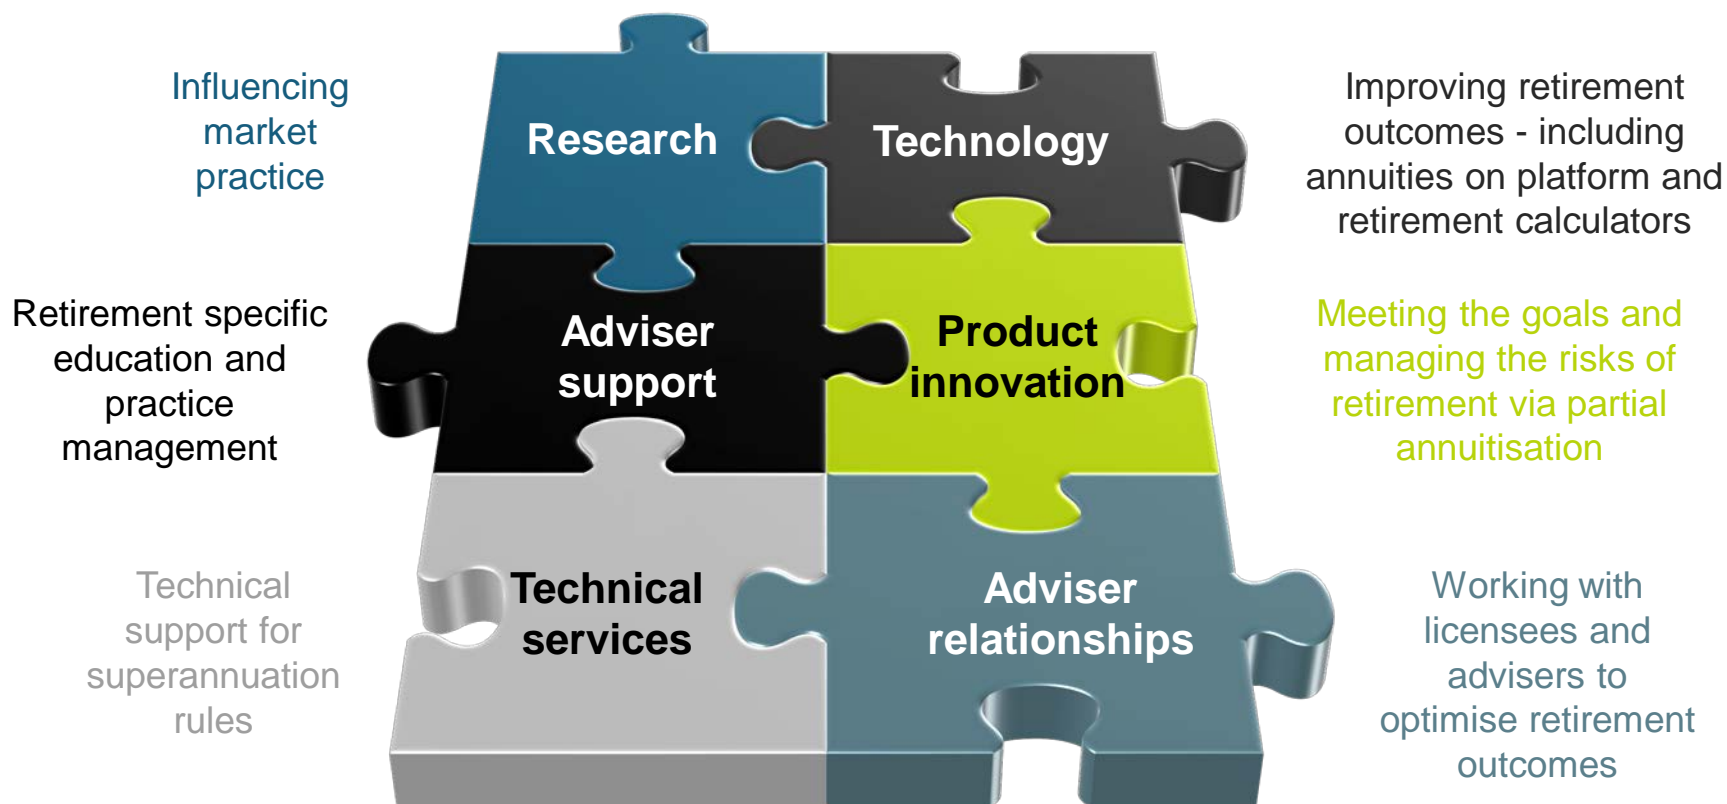 Influencing
market
practice
Research
Technology
Improving retirement
outcomes - including
annuities on platform and
retirement calculators
Retirement specific
education and
practice
management
Adviser
support
Product
innovation
Meeting the goals and
managing the risks of
retirement via partial
annuitisation
Technical
support for
superannuation
rules
Technical
services
Adviser
relationships
Working with
licensees and
advisers to
optimise retirement
outcomes